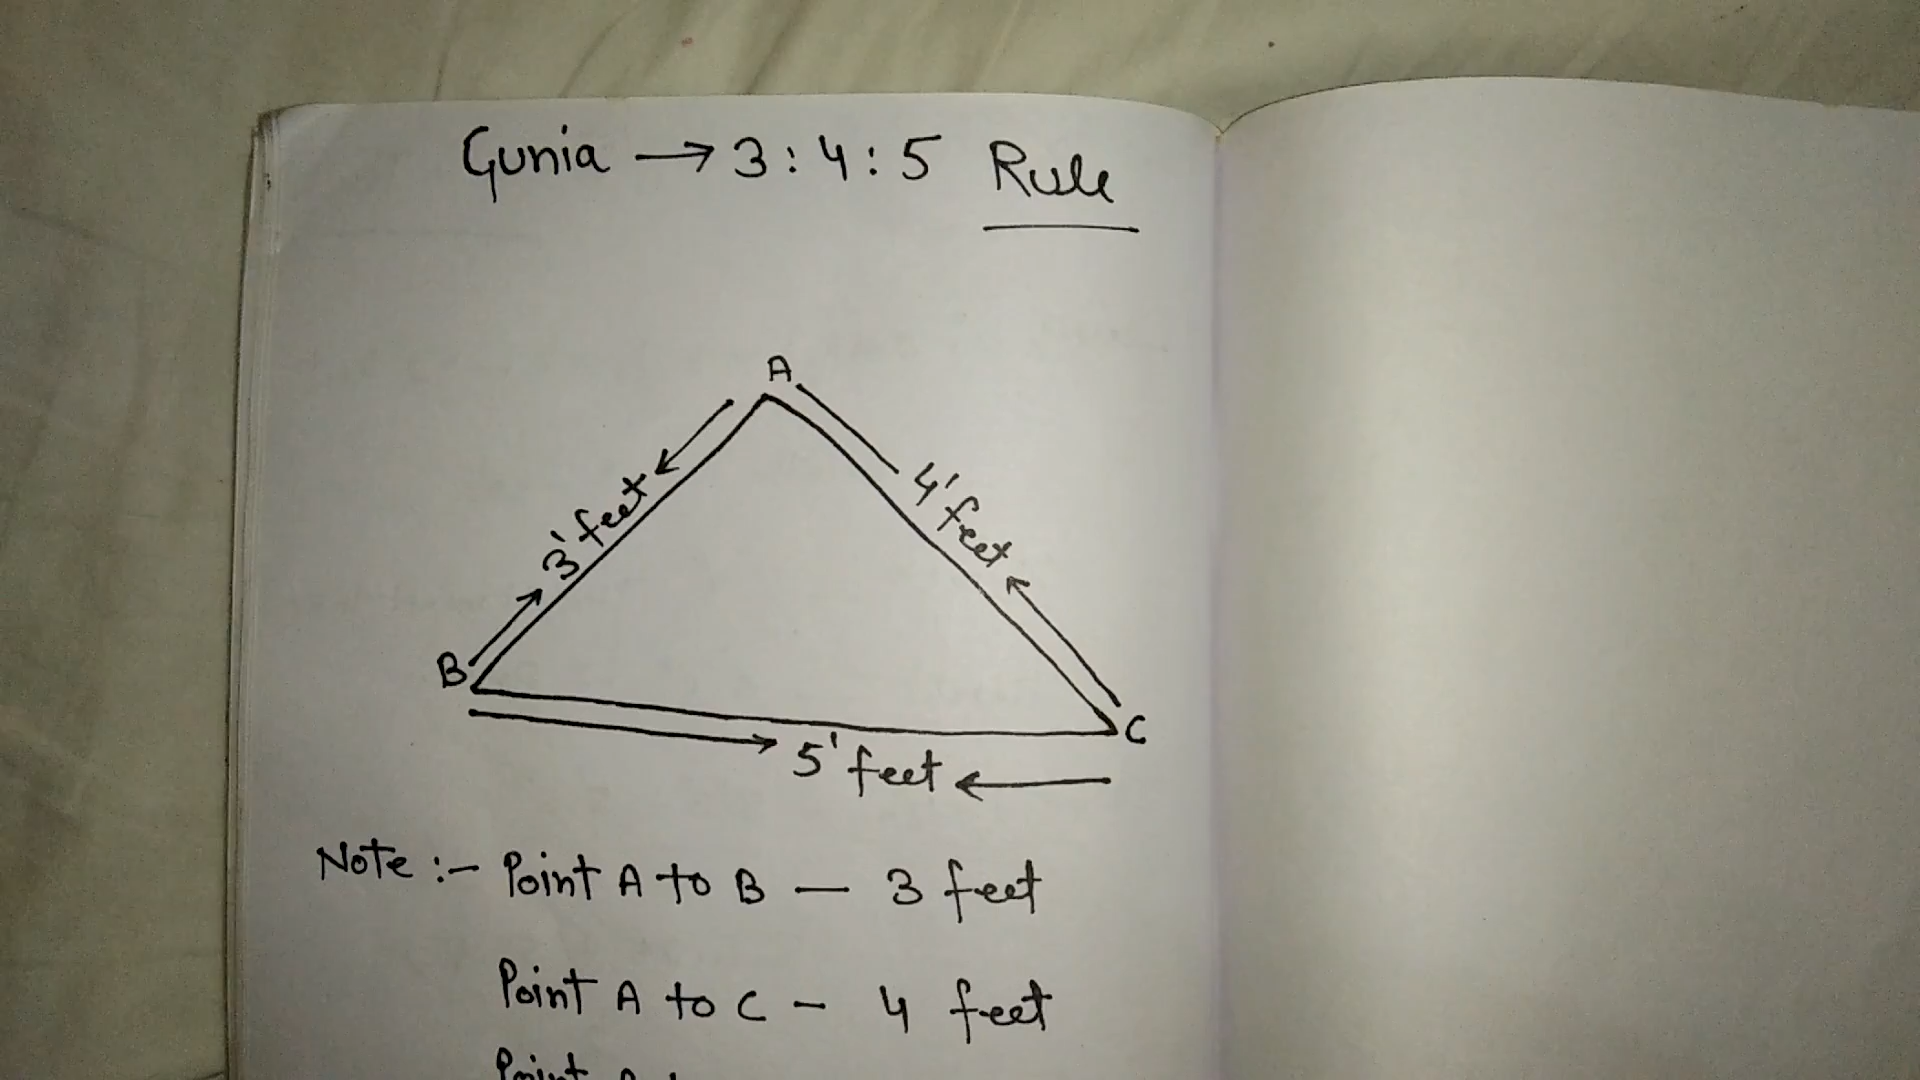 Gunia → 3:4:5 Rule
A
3' feet
4' feet
B
C
5' feet
Note :- Point A to B — 3 feet
Point A to C - 4 feet
Point